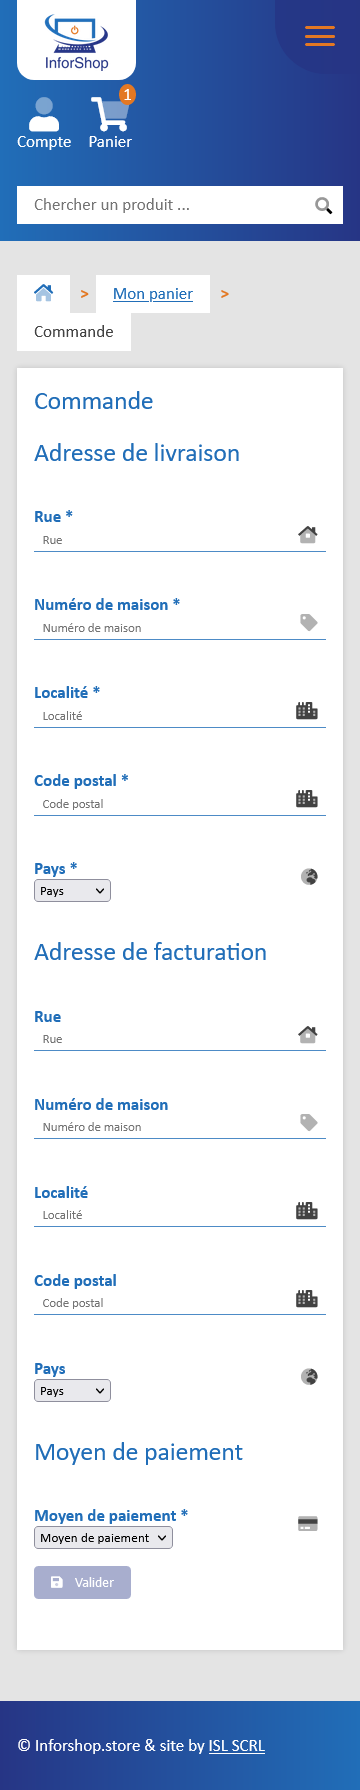 InforShop
1
Compte
Panier
Chercher un produit ...
> Mon panier >
Commande
Commande
Adresse de livraison
Rue *
Rue
Numéro de maison *
Numéro de maison
Localité *
Localité
Code postal *
Code postal
Pays *
Pays
Adresse de facturation
Rue
Rue
Numéro de maison
Numéro de maison
Localité
Localité
Code postal
Code postal
Pays
Pays
Moyen de paiement
Moyen de paiement *
Moyen de paiement
Valider
© Inforshop.store & site by ISL SCRL